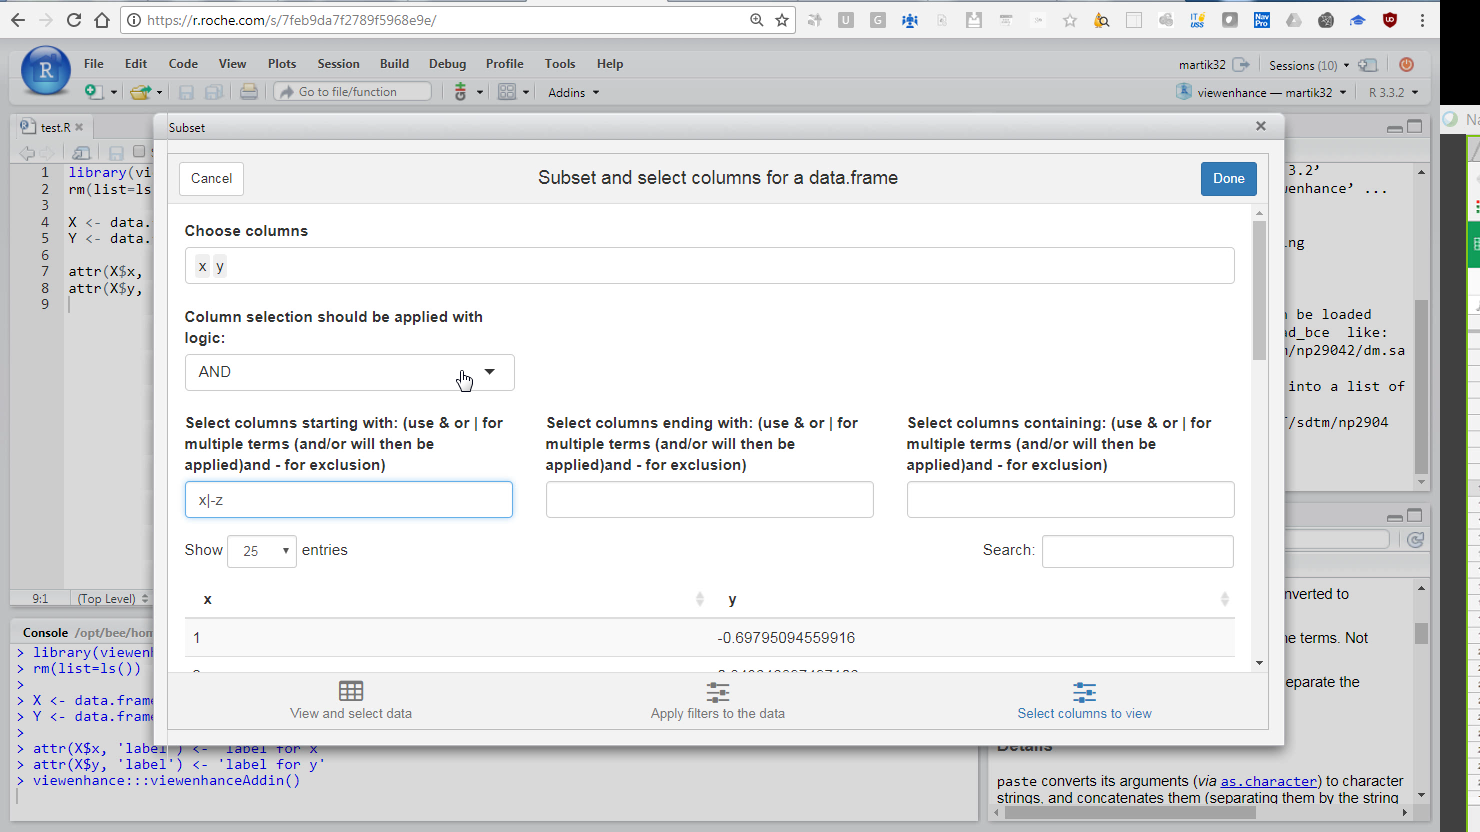 https://r.roche.com/s/7feb9da7f2789f5968e9e/
File Edit Code View Plots Session Build Debug Profile Tools Help
martik32 Sessions (10)
Go to file/function
Addins
viewenhance — martik32 R 3.3.2
test.R
Subset
Cancel
Subset and select columns for a data.frame
Done
Choose columns
x y
Column selection should be applied with
logic:
AND
Select columns starting with: (use & or | for
multiple terms (and/or will then be
applied)and - for exclusion)
x|-z
Select columns ending with: (use & or | for
multiple terms (and/or will then be
applied)and - for exclusion)
Select columns containing: (use & or | for
multiple terms (and/or will then be
applied)and - for exclusion)
Show 25 entries
Search:
x y
1 -0.69795094559916
View and select data
Apply filters to the data
Select columns to view
1 library(vi
2 rm(list=ls
3
4 X <- data.
5 Y <- data.
6
7 attr(X$x,
8 attr(X$y,
9
9:1 (Top Level)
Console /opt/bee/hom
> library(viewenh
> rm(list=ls())
>
> X <- data.frame
> Y <- data.frame
>
> attr(X$x, 'label') <- 'label for x'
> attr(X$y, 'label') <- 'label for y'
> viewenhance:::viewenhanceAddin()
3.2’
wenhance’ ...
ng
be loaded
ad_bce like:
/np29042/dm.sa
into a list of
/sdtm/np2904
nverted to
e terms. Not
eparate the
Details
paste converts its arguments (via as.character) to character
strings, and concatenates them (separating them by the string